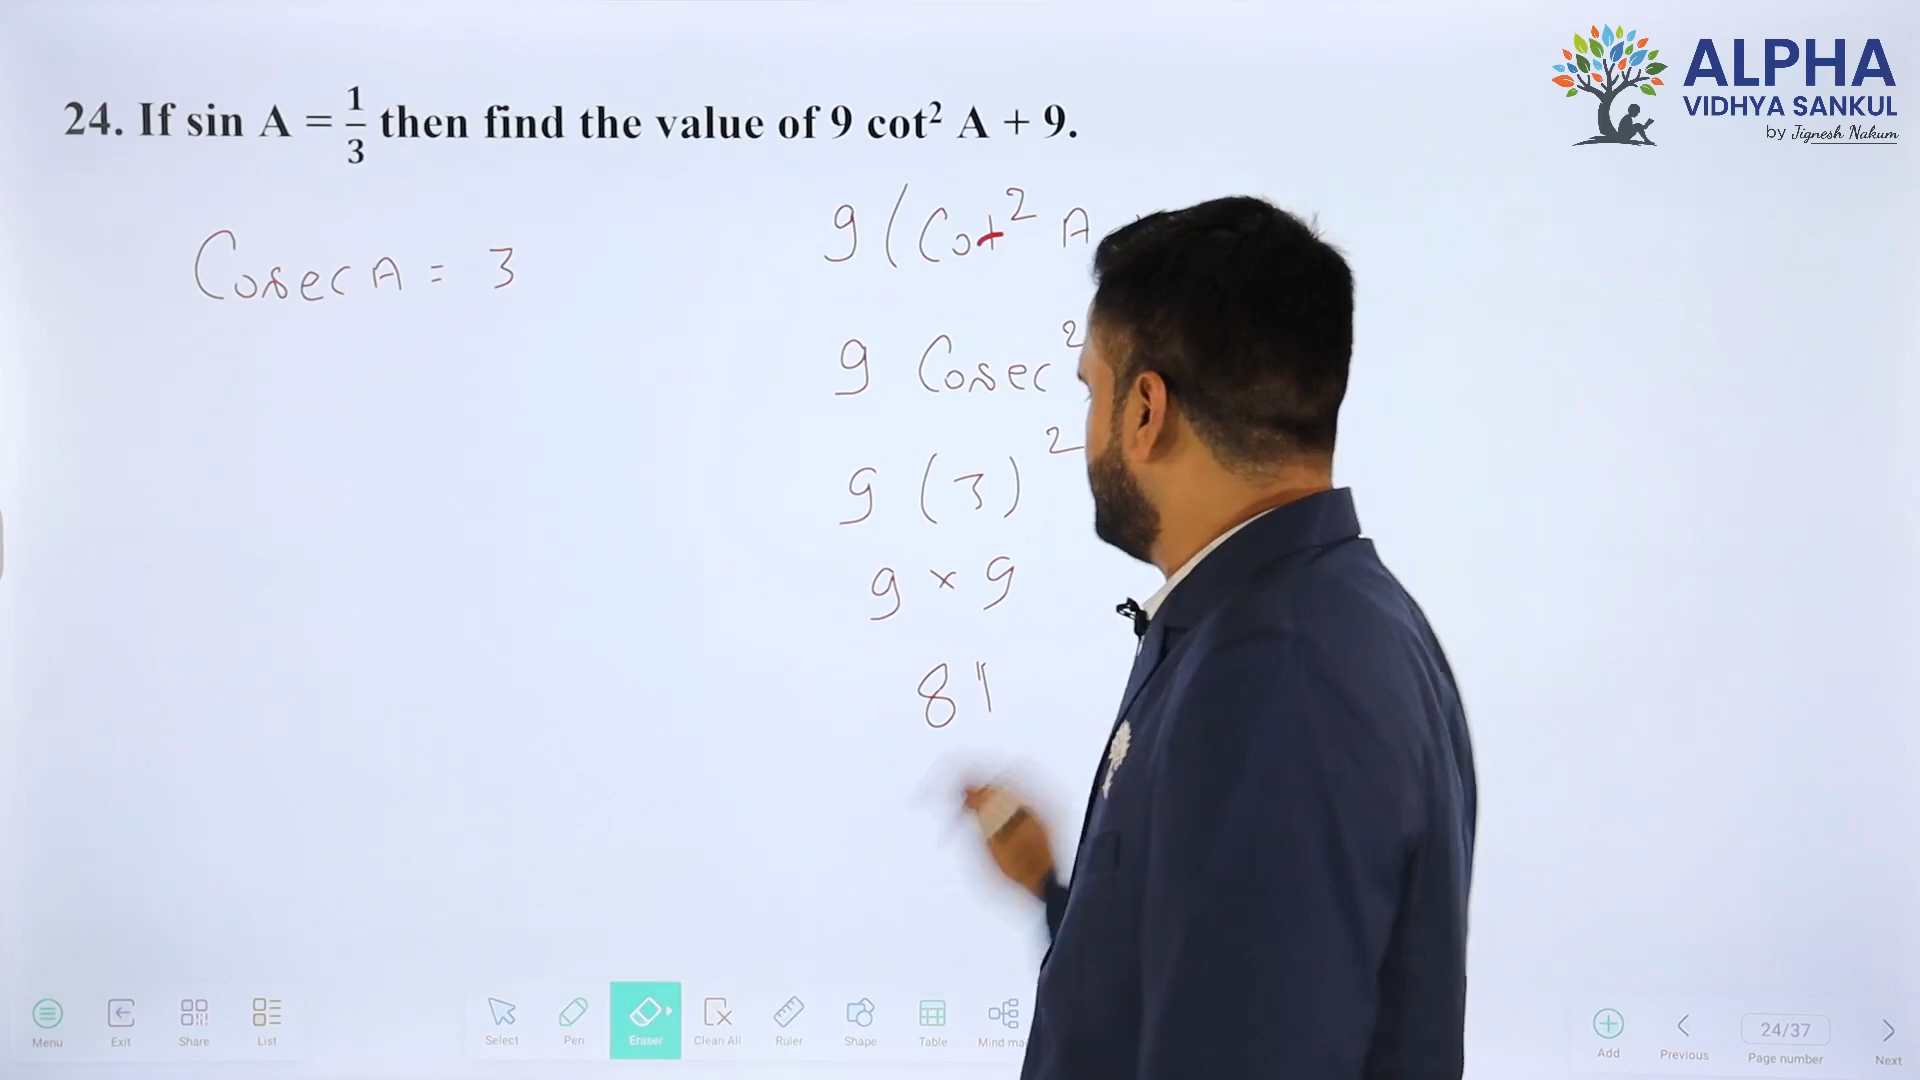 ALPHA
VIDHYA SANKUL
by Jignesh Nakum
24. If sin A = 1/3 then find the value of 9 cot² A + 9.
Cosec A = 3
9 (Cot² A
9 Cosec²
9 (3)²
9 × 9
81
Menu
Exit
Share
List
Select
Pen
Eraser
Clean All
Ruler
Shape
Table
Mind ma
Add
Previous
24/37
Page number
Next